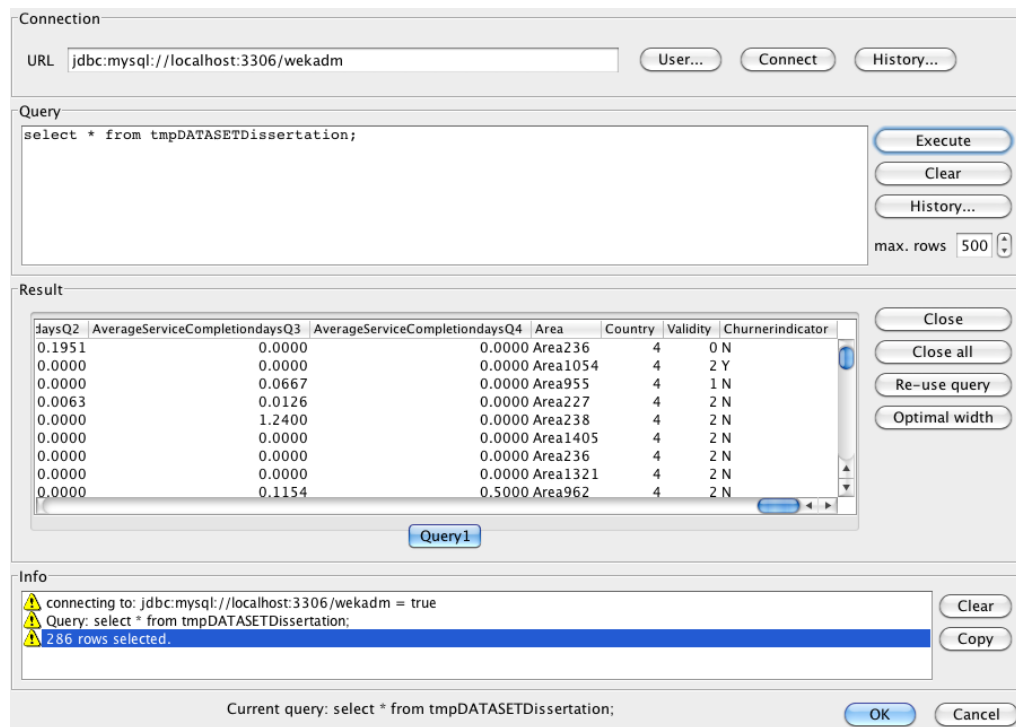 Connection
URL jdbc:mysql://localhost:3306/wekadm User... Connect History...
Query
select * from tmpDATASETDissertation;
Execute
Clear
History...
max. rows 500
Result
daysQ2 AverageServiceCompletiondaysQ3 AverageServiceCompletiondaysQ4 Area Country Validity Churnerindicator
0.1951 0.0000 0.0000 Area236 4 0 N
0.0000 0.0000 0.0000 Area1054 4 2 Y
0.0000 0.0667 0.0000 Area955 4 1 N
0.0063 0.0126 0.0000 Area227 4 2 N
0.0000 1.2400 0.0000 Area238 4 2 N
0.0000 0.0000 0.0000 Area1405 4 2 N
0.0000 0.0000 0.0000 Area236 4 2 N
0.0000 0.0000 0.0000 Area1321 4 2 N
0.0000 0.1154 0.5000 Area962 4 2 N
Close
Close all
Re-use query
Optimal width
Query1
Info
connecting to: jdbc:mysql://localhost:3306/wekadm = true
Query: select * from tmpDATASETDissertation;
286 rows selected.
Clear
Copy
Current query: select * from tmpDATASETDissertation;
OK Cancel